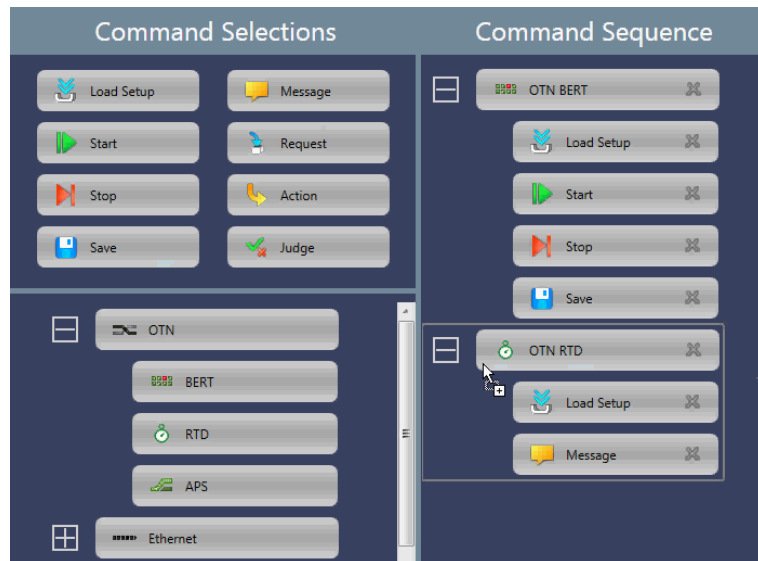 Command Selections
Load Setup
Message
Start
Request
Stop
Action
Save
Judge
OTN
BERT
RTD
APS
Ethernet
Command Sequence
OTN BERT
Load Setup
Start
Stop
Save
OTN RTD
Load Setup
Message